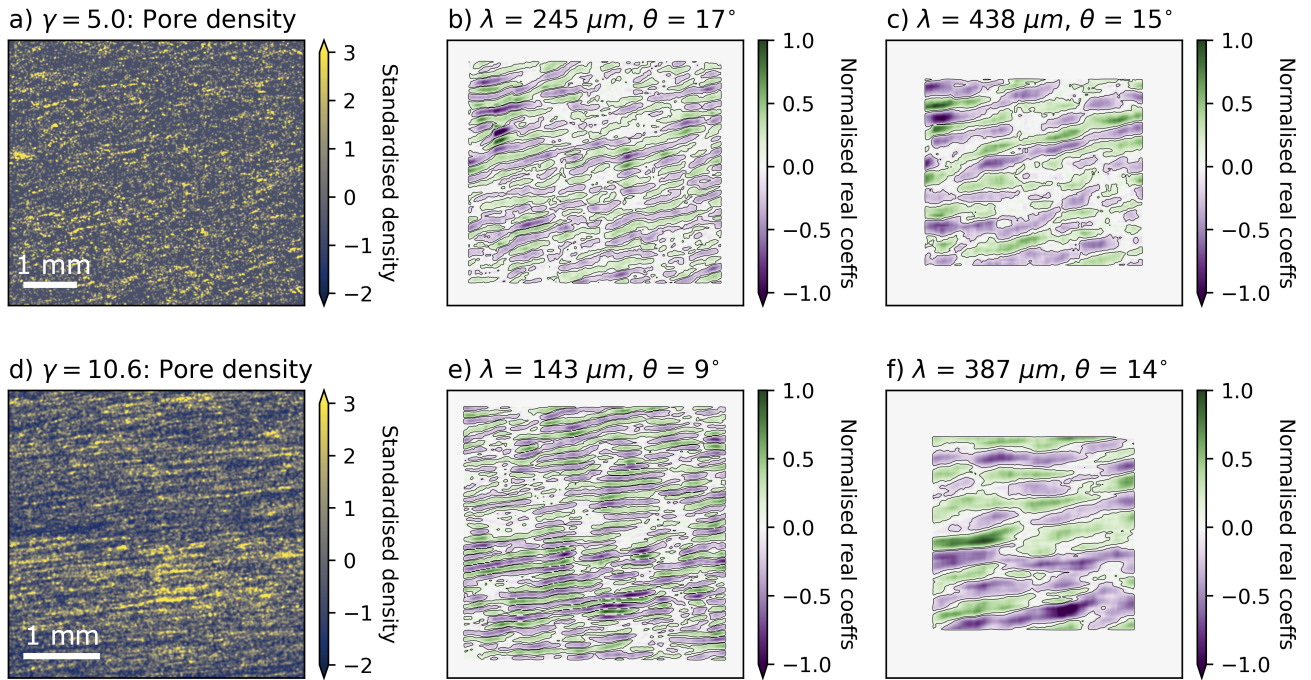 a) γ = 5.0: Pore density
b) λ = 245 μm, θ = 17°
c) λ = 438 μm, θ = 15°
3
2
1
0
−1
−2
Standardised density
1 mm
1.0
0.5
0.0
−0.5
−1.0
Normalised real coeffs
1.0
0.5
0.0
−0.5
−1.0
Normalised real coeffs
d) γ = 10.6: Pore density
e) λ = 143 μm, θ = 9°
f) λ = 387 μm, θ = 14°
3
2
1
0
−1
−2
Standardised density
1 mm
1.0
0.5
0.0
−0.5
−1.0
Normalised real coeffs
1.0
0.5
0.0
−0.5
−1.0
Normalised real coeffs